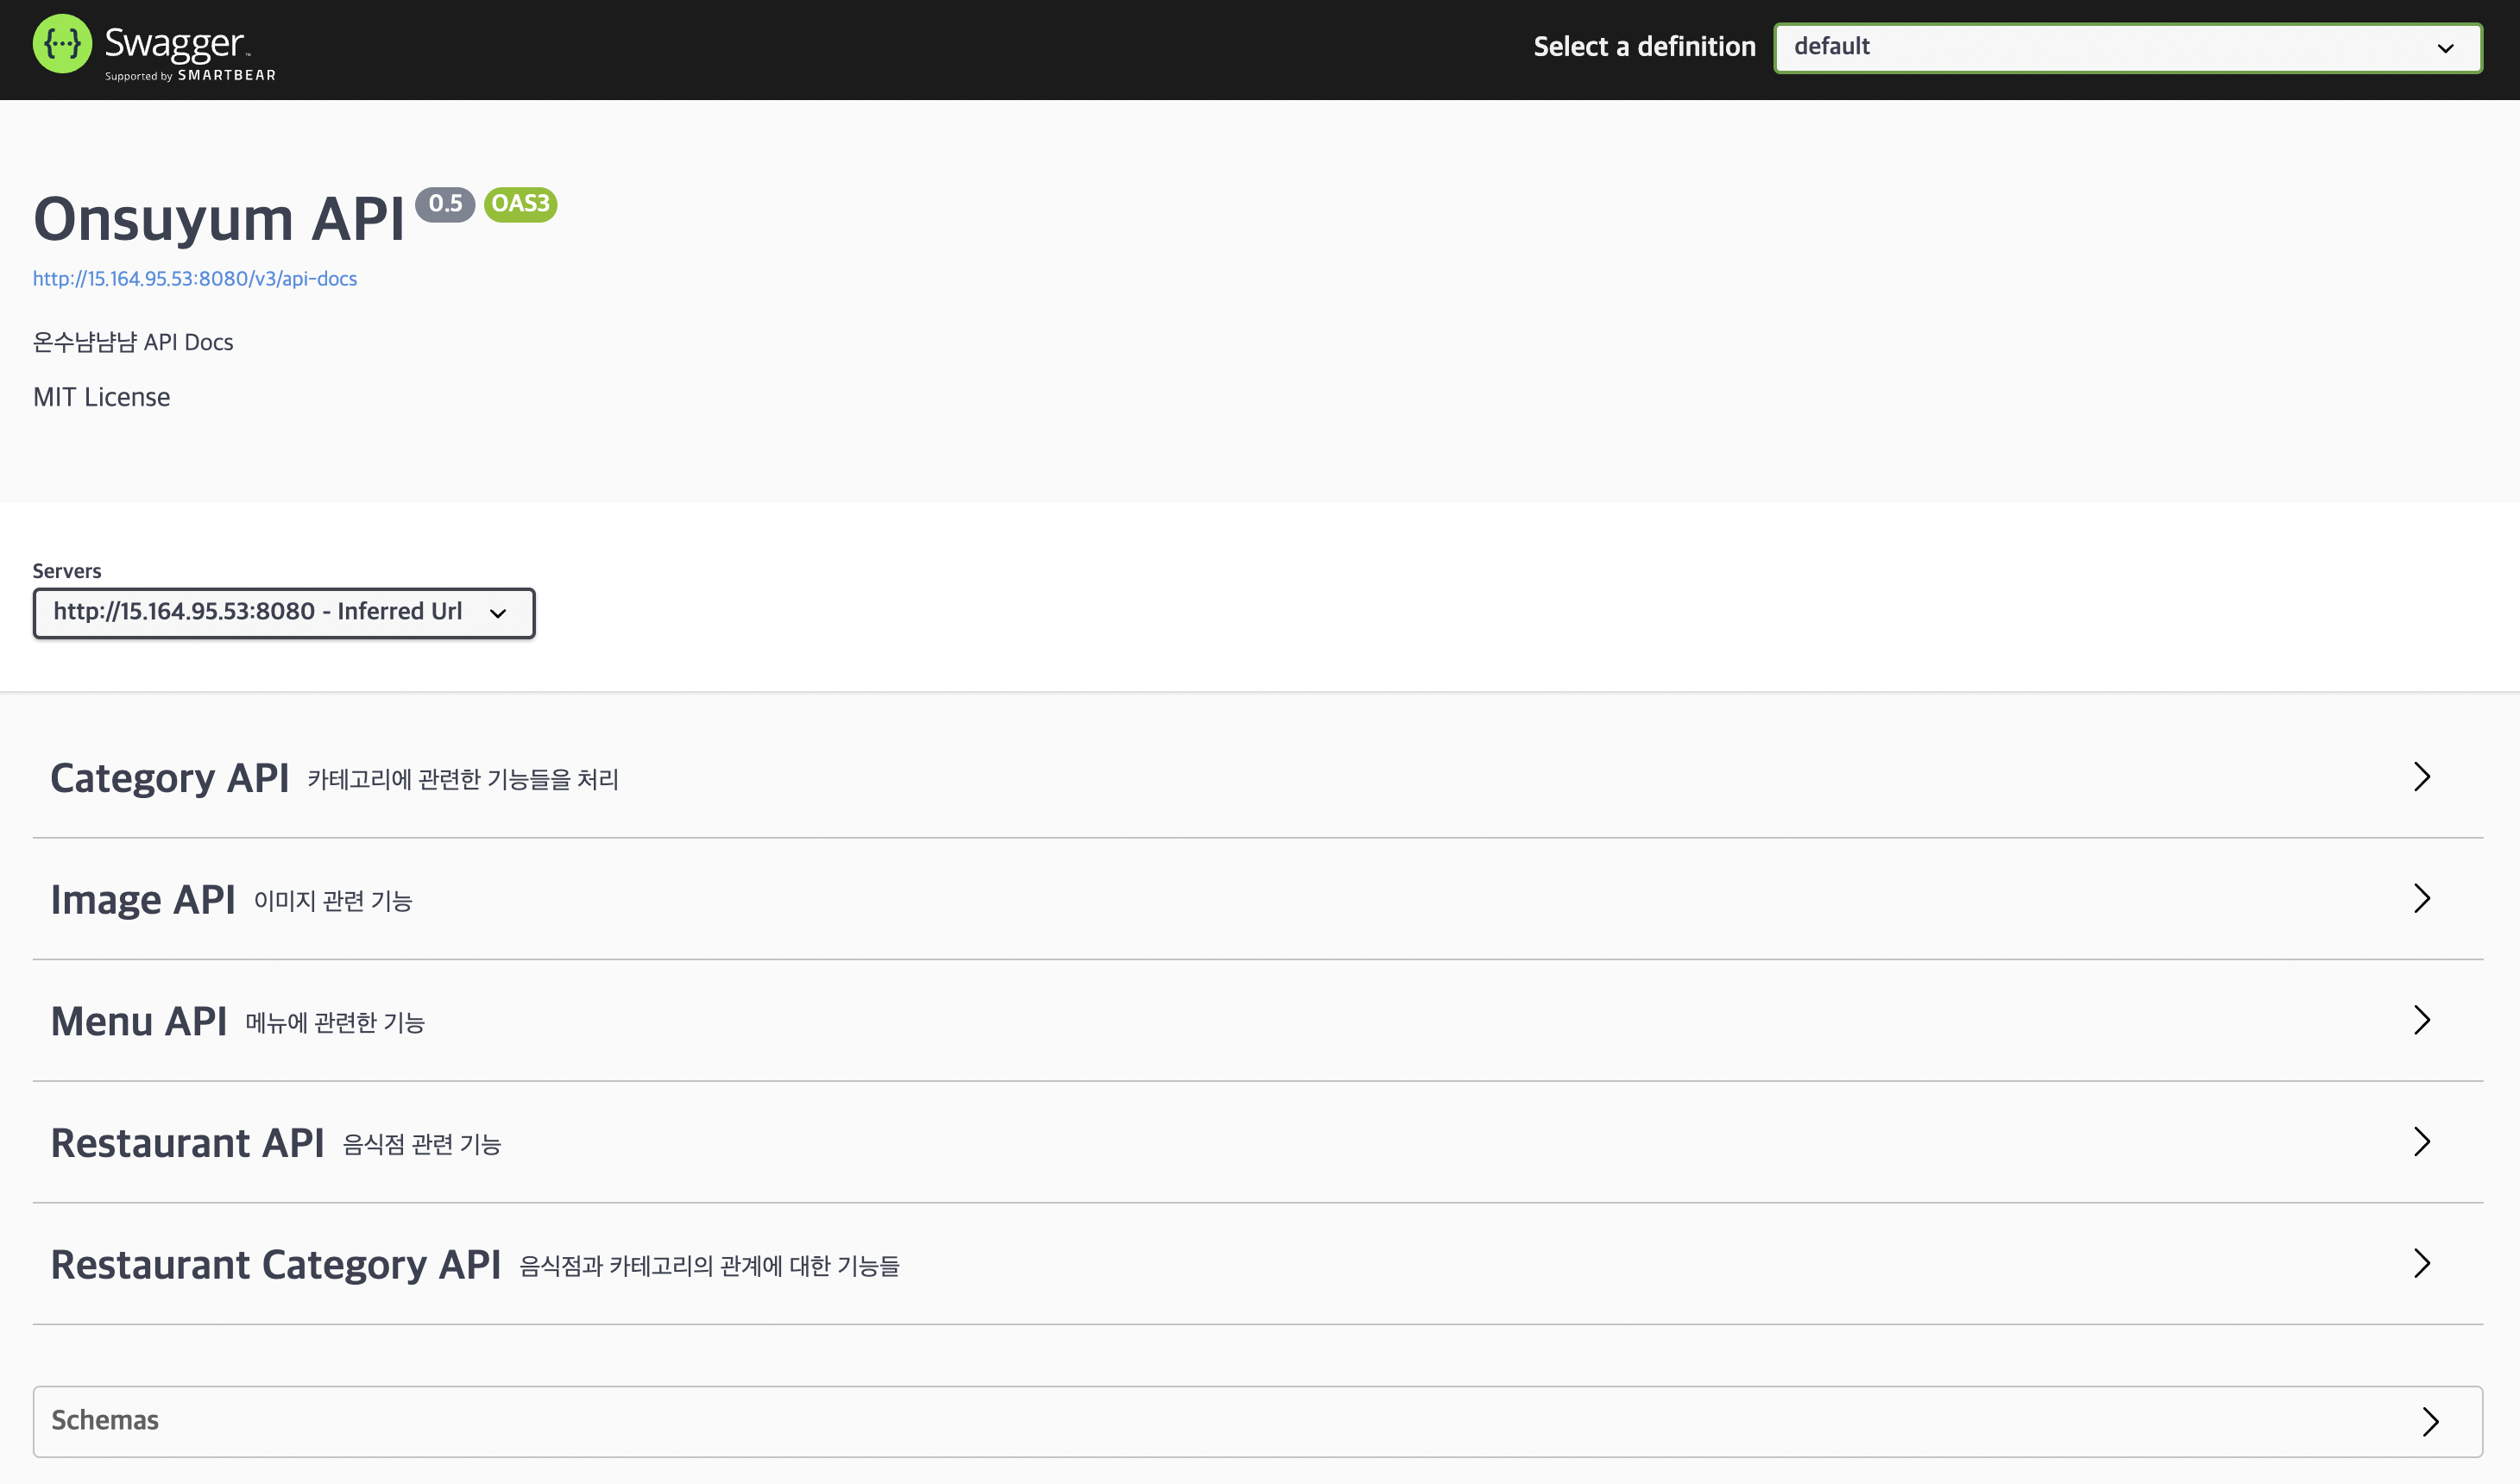 Swagger™
Supported by SMARTBEAR
Select a definition
default
Onsuyum API 0.5 OAS3
http://15.164.95.53:8080/v3/api-docs
온수냠냠냠 API Docs
MIT License
Servers
http://15.164.95.53:8080 - Inferred Url
Category API 카테고리에 관련한 기능들을 처리
Image API 이미지 관련 기능
Menu API 메뉴에 관련한 기능
Restaurant API 음식점 관련 기능
Restaurant Category API 음식점과 카테고리의 관계에 대한 기능들
Schemas